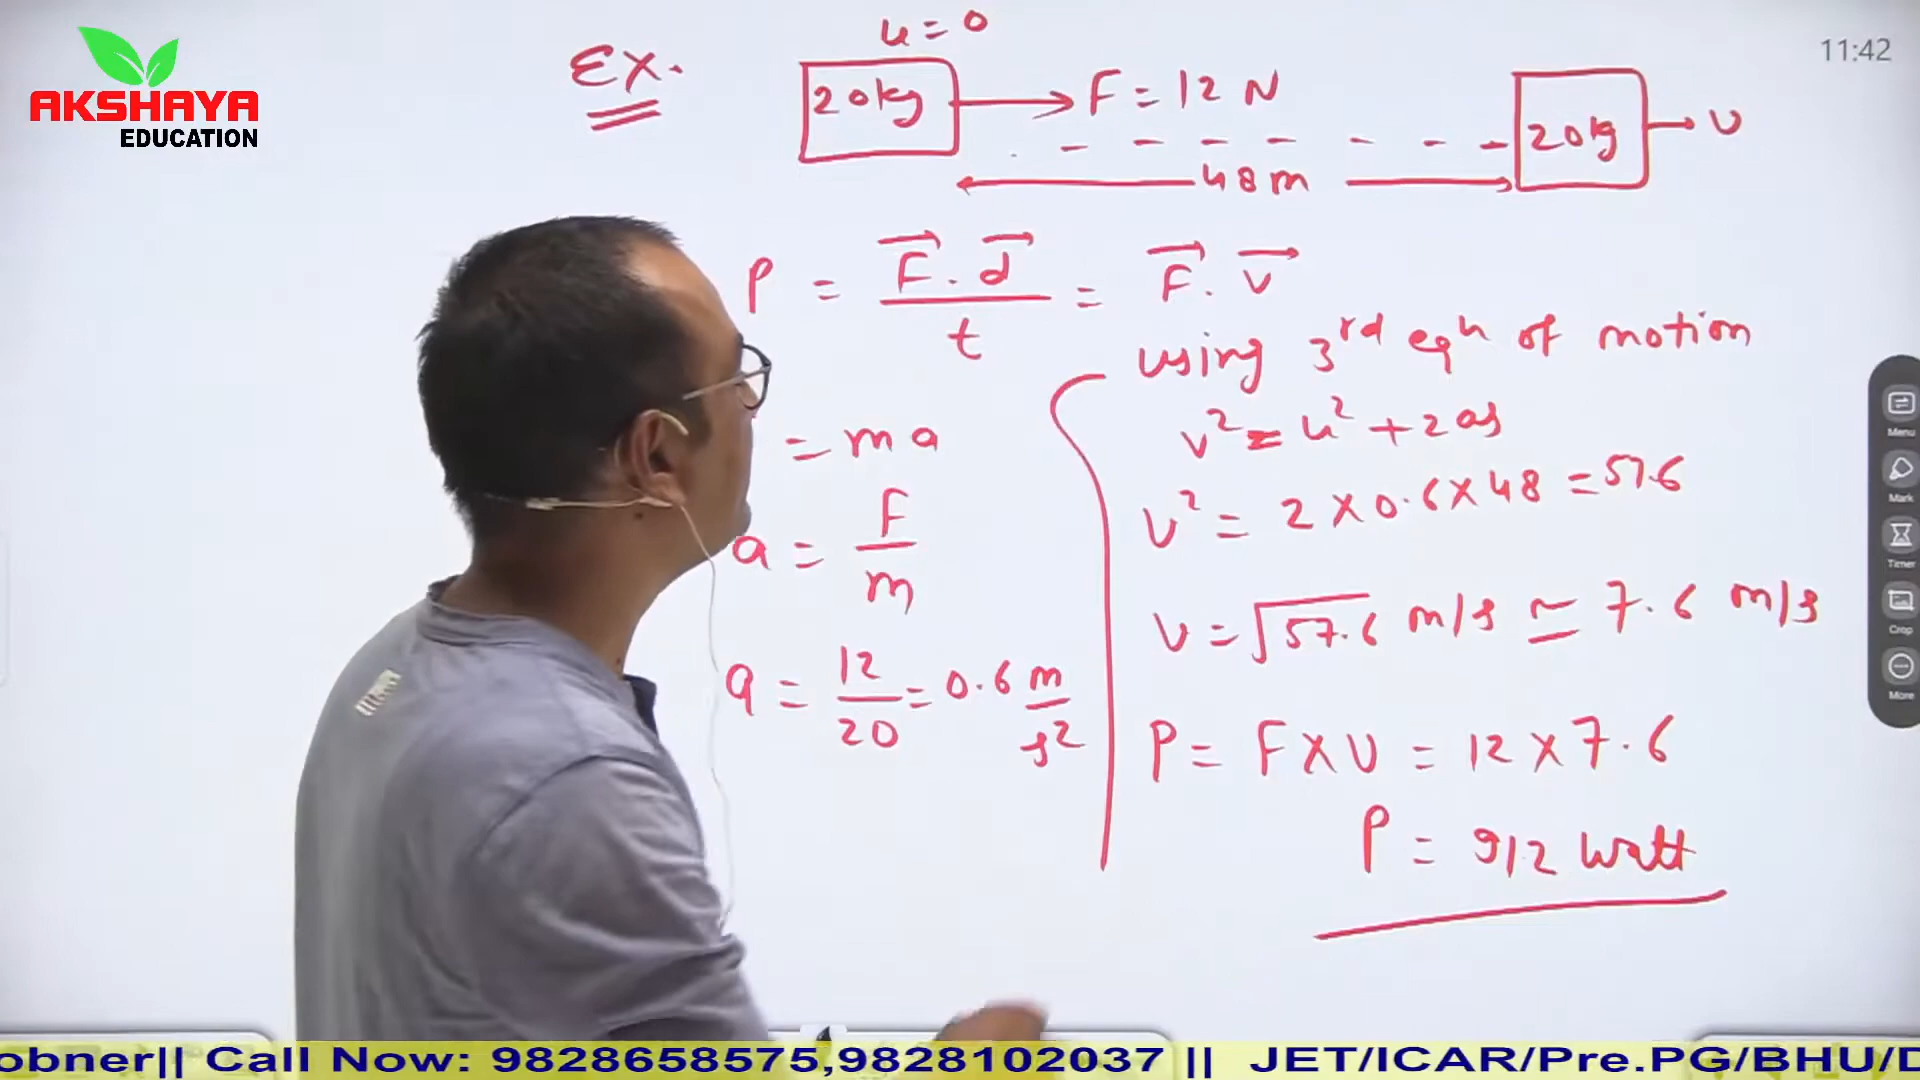 AKSHAYA
EDUCATION
11:42
Ex.
u = 0
20kg
F = 12 N
20kg
v
48m
P = F. d / t = F. v
using 3rd eqn of motion
= ma
v² = u² + 2as
a = F / m
v² = 2 × 0.6 × 48 = 57.6
v = √57.6 m/s ≃ 7.6 m/s
a = 12 / 20 = 0.6 m / s²
P = F × v = 12 × 7.6
P = 91.2 watt
Menu
Mark
Timer
Crop
More
obner|| Call Now: 9828658575,9828102037 || JET/ICAR/Pre.PG/BHU/